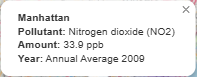 Manhattan
Pollutant: Nitrogen dioxide (NO2)
Amount: 33.9 ppb
Year: Annual Average 2009